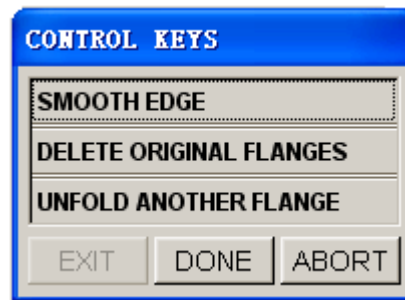 CONTROL KEYS
SMOOTH EDGE
DELETE ORIGINAL FLANGES
UNFOLD ANOTHER FLANGE
EXIT DONE ABORT